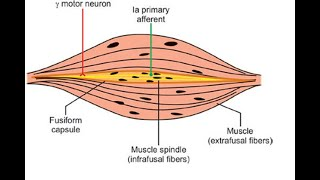 γ motor neuron
Ia primary
afferent
Fusiform
capsule
Muscle spindle
(infrafusal fibers)
Muscle
(extrafusal fibers)